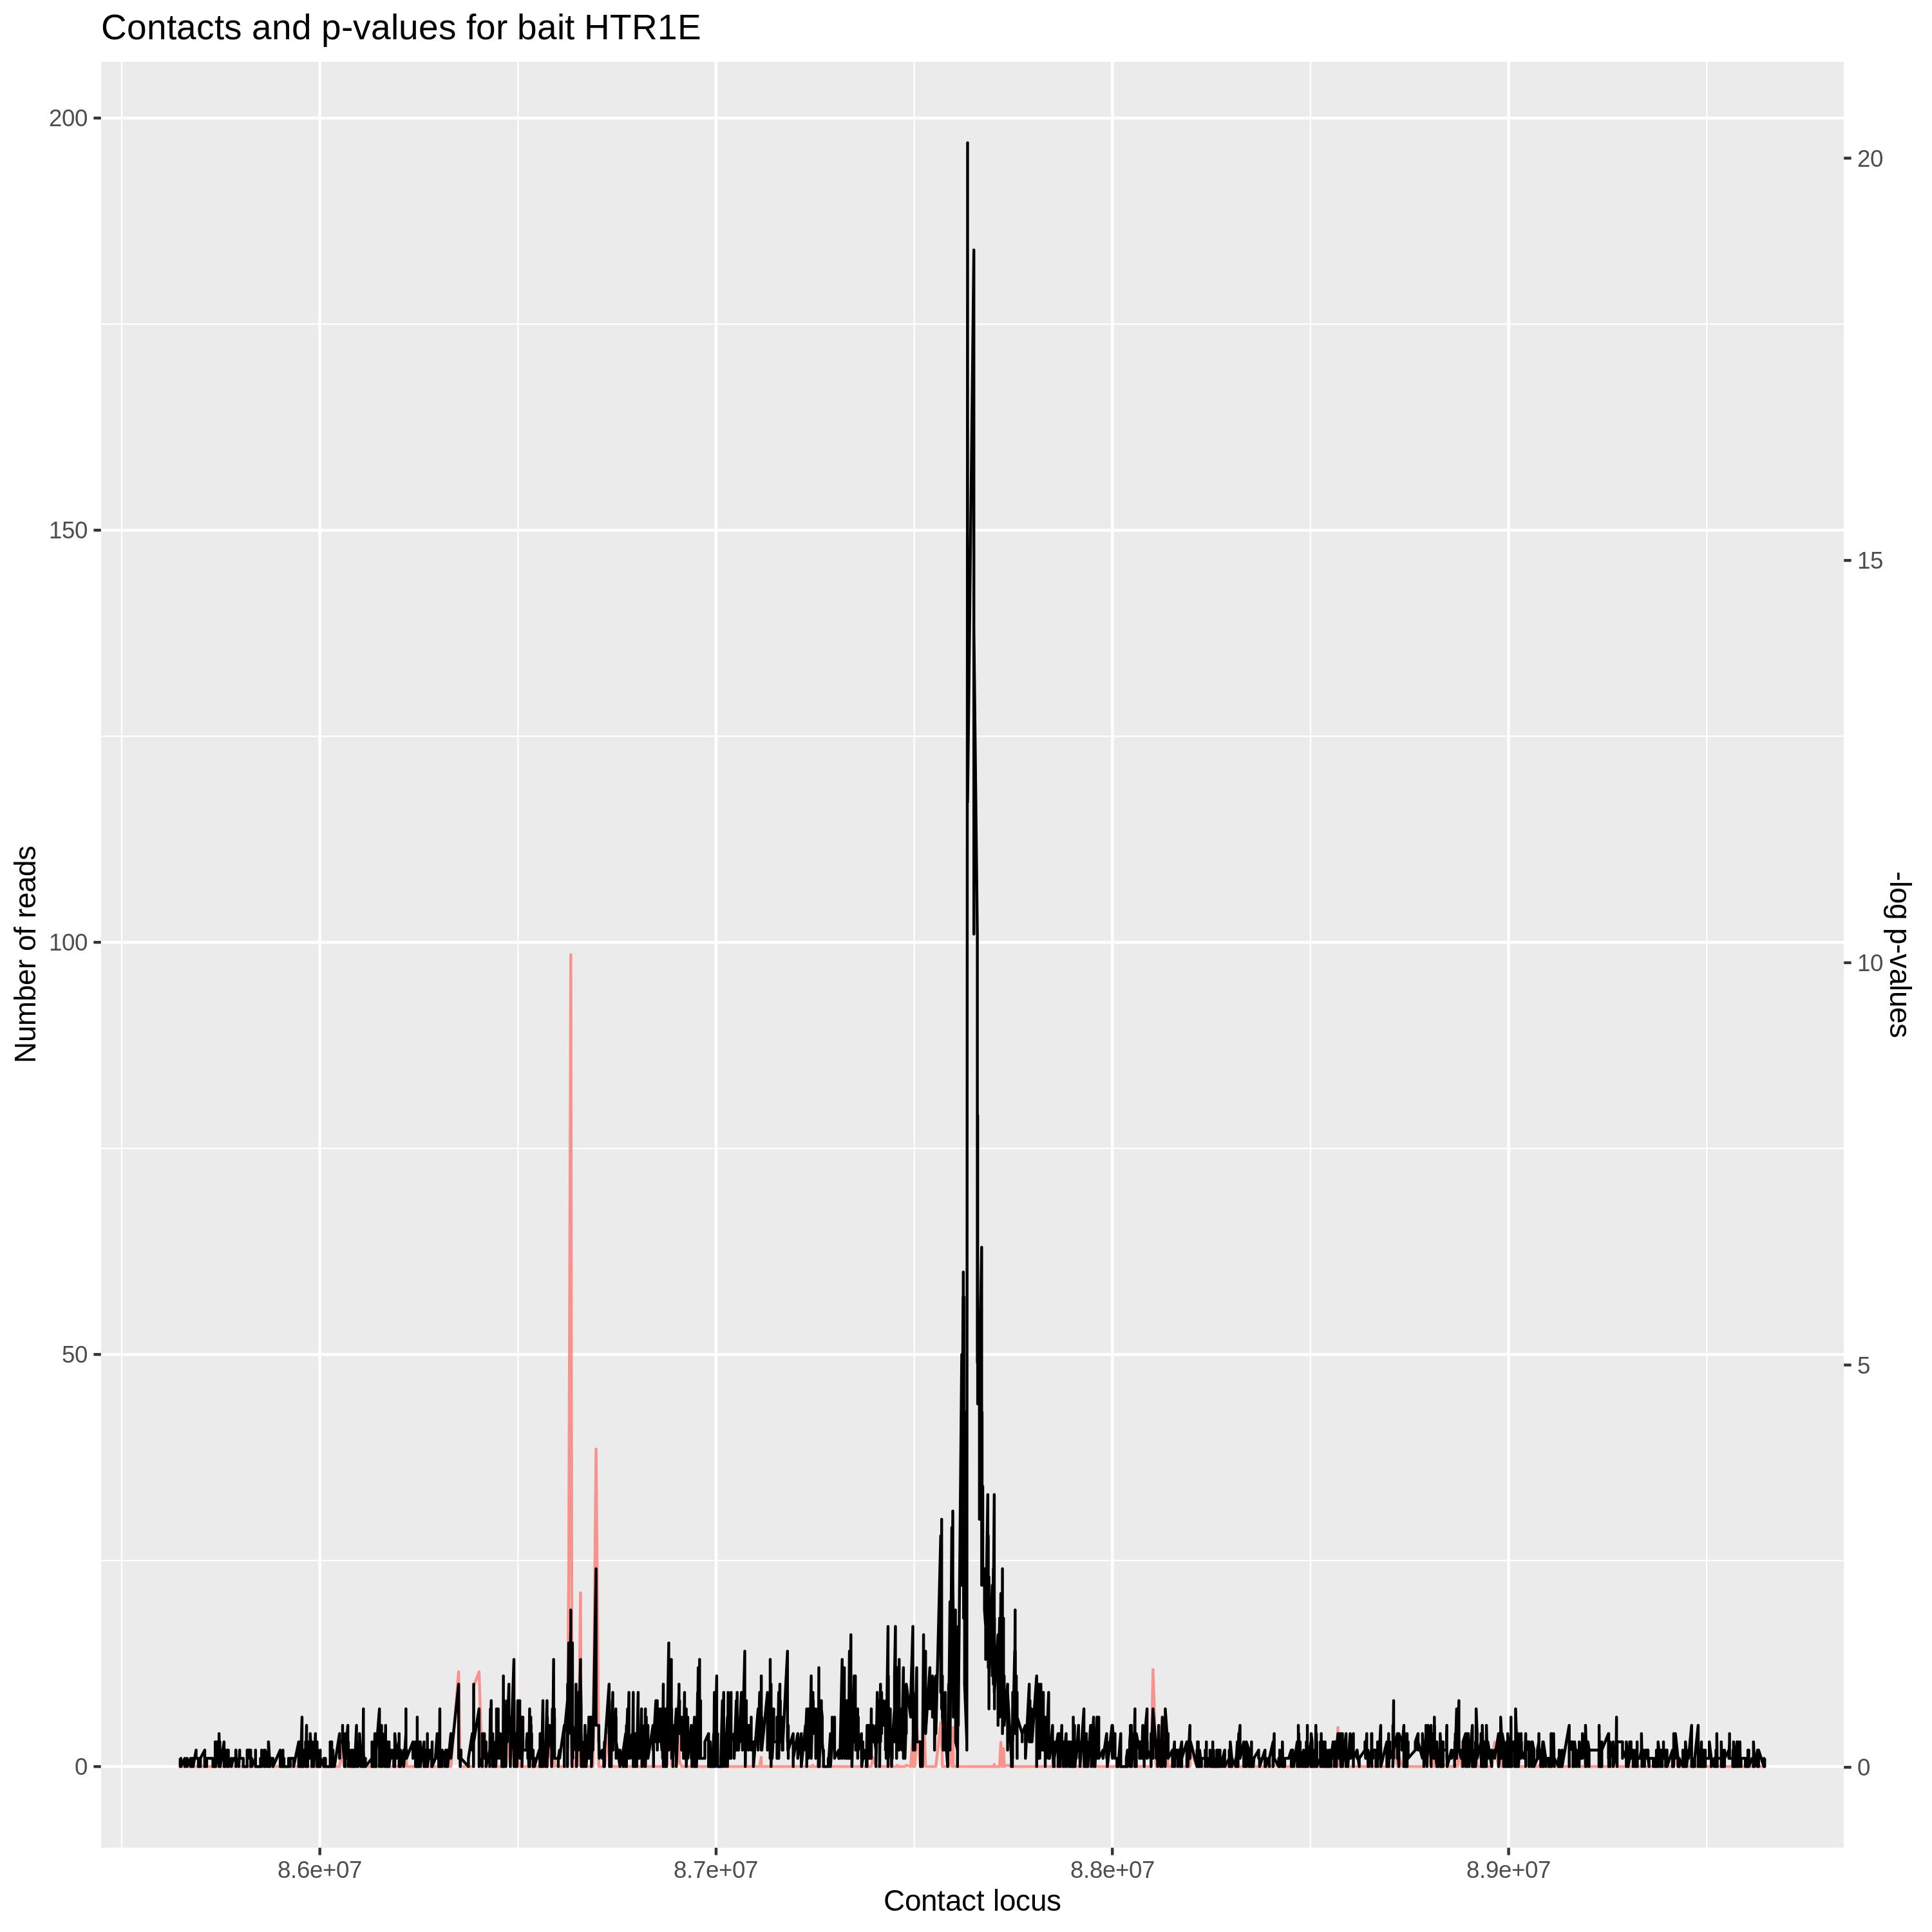 Contacts and p-values for bait HTR1E
200
150
100
50
0
Number of reads
20
15
10
5
0
-log p-values
8.6e+07
8.7e+07
8.8e+07
8.9e+07
Contact locus